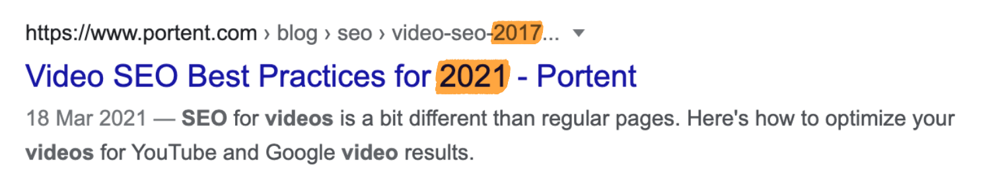 https://www.portent.com › blog › seo › video-seo-2017...
Video SEO Best Practices for 2021 - Portent
18 Mar 2021 — SEO for videos is a bit different than regular pages. Here's how to optimize your
videos for YouTube and Google video results.